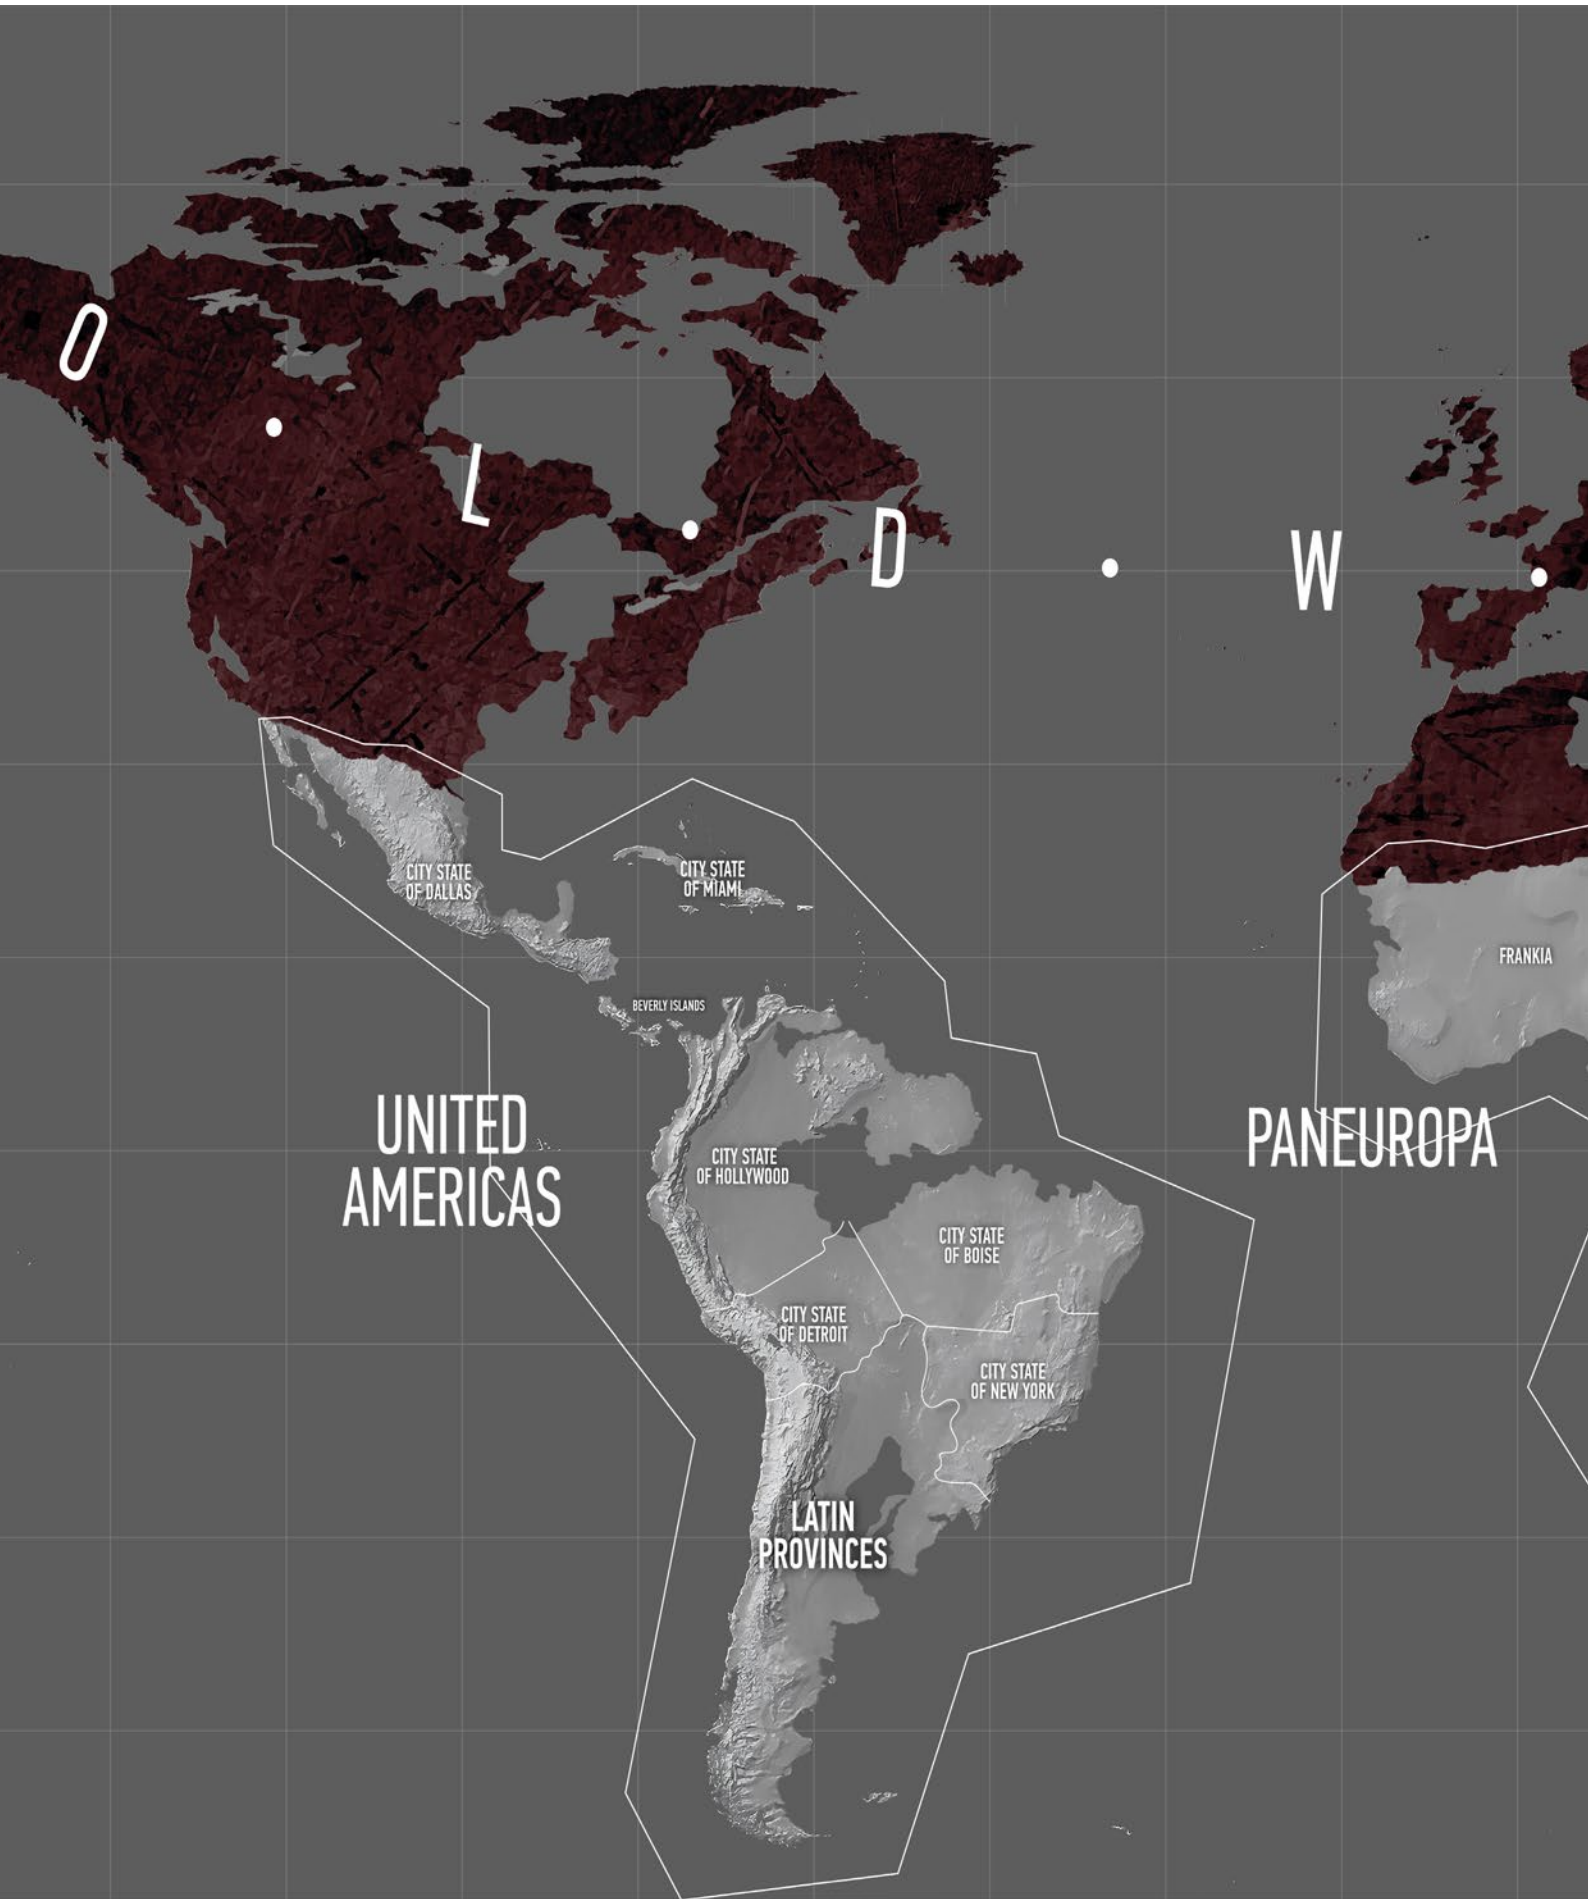 O • L • D • W •
CITY STATE
OF DALLAS
CITY STATE
OF MIAMI
FRANKIA
BEVERLY ISLANDS
UNITED
AMERICAS
PANEUROPA
CITY STATE
OF HOLLYWOOD
CITY STATE
OF BOISE
CITY STATE
OF DETROIT
CITY STATE
OF NEW YORK
LATIN
PROVINCES